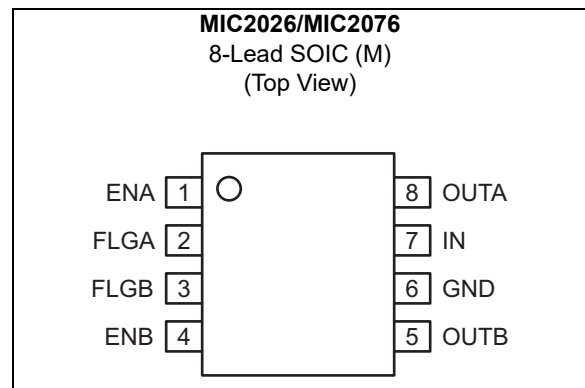 MIC2026/MIC2076
8-Lead SOIC (M)
(Top View)
ENA 1 8 OUTA
FLGA 2 7 IN
FLGB 3 6 GND
ENB 4 5 OUTB